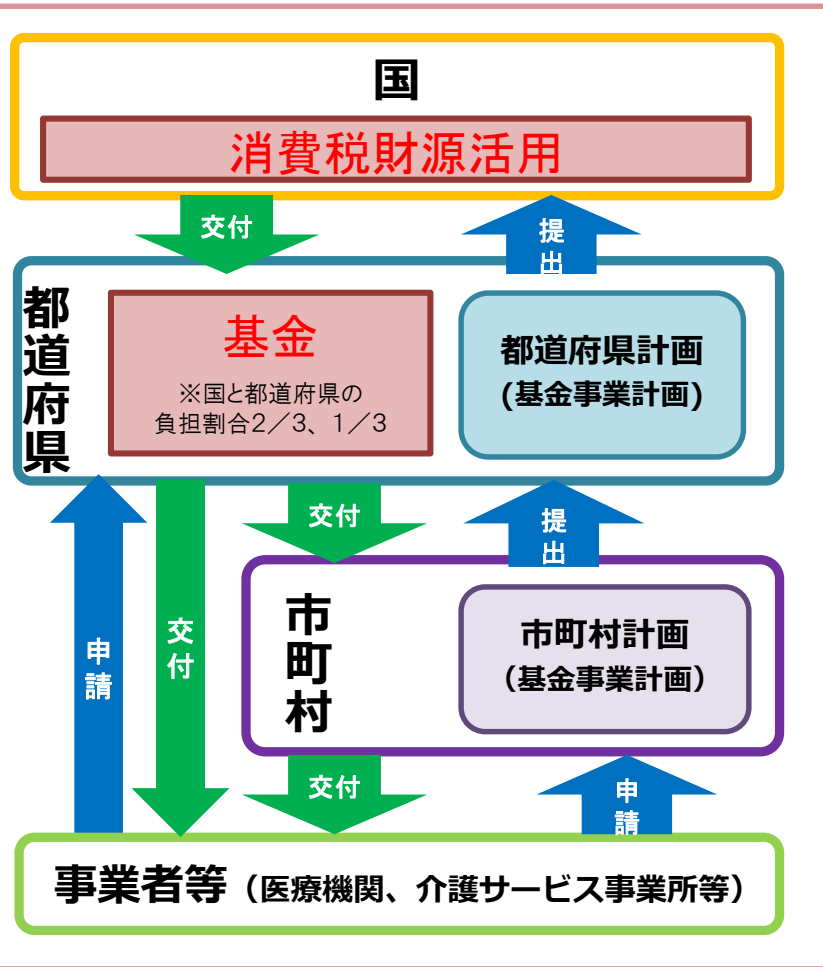 国
消費税財源活用
交付
提出
都道府県
基金
※国と都道府県の
負担割合2／3、1／3
都道府県計画
(基金事業計画)
交付
提出
申請
交付
市町村
市町村計画
（基金事業計画）
交付
申請
事業者等（医療機関、介護サービス事業所等）